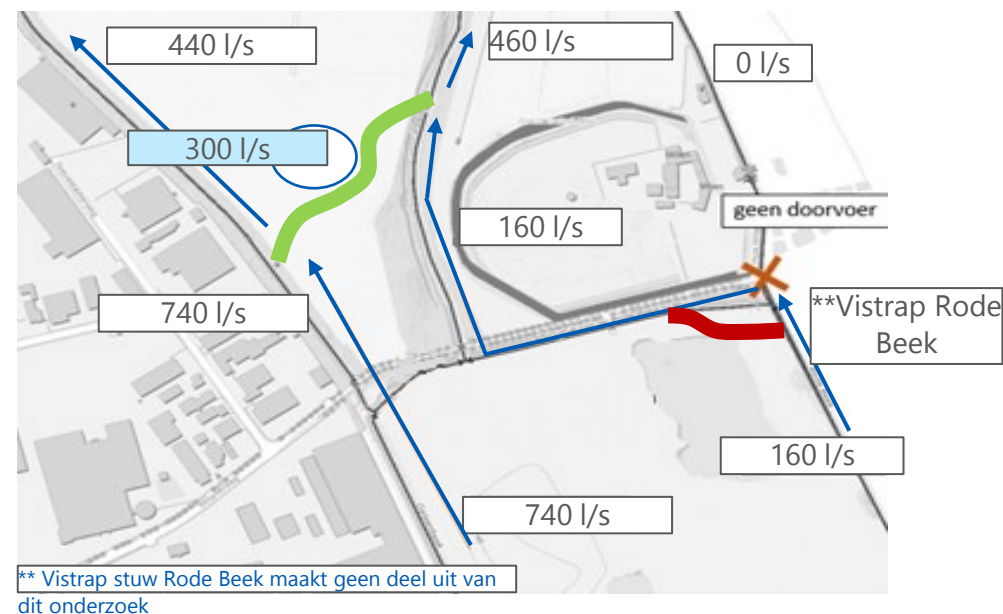 440 l/s
460 l/s
0 l/s
300 l/s
geen doorvoer
160 l/s
740 l/s
**Vistrap Rode
Beek
160 l/s
740 l/s
** Vistrap stuw Rode Beek maakt geen deel uit van
dit onderzoek